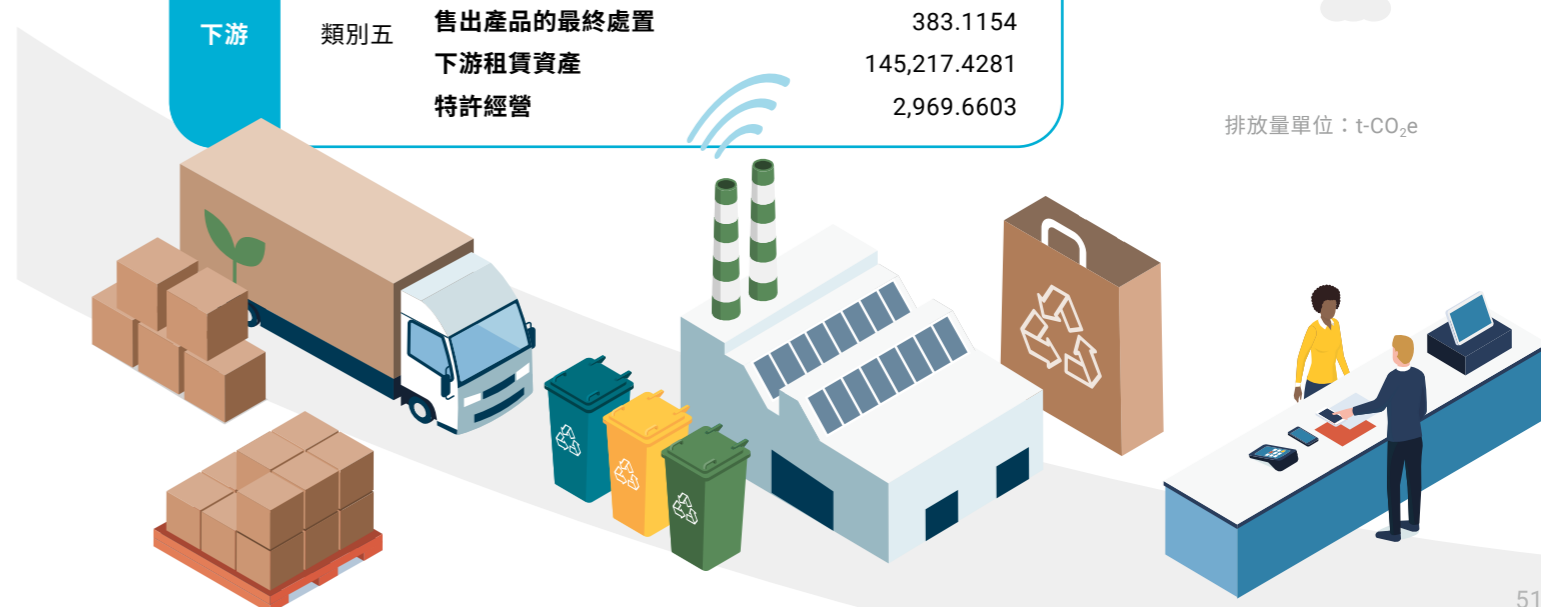 下游 類別五 售出產品的最終處置 383.1154
下游租賃資產 145,217.4281
特許經營 2,969.6603
排放量單位：t-CO₂e
51